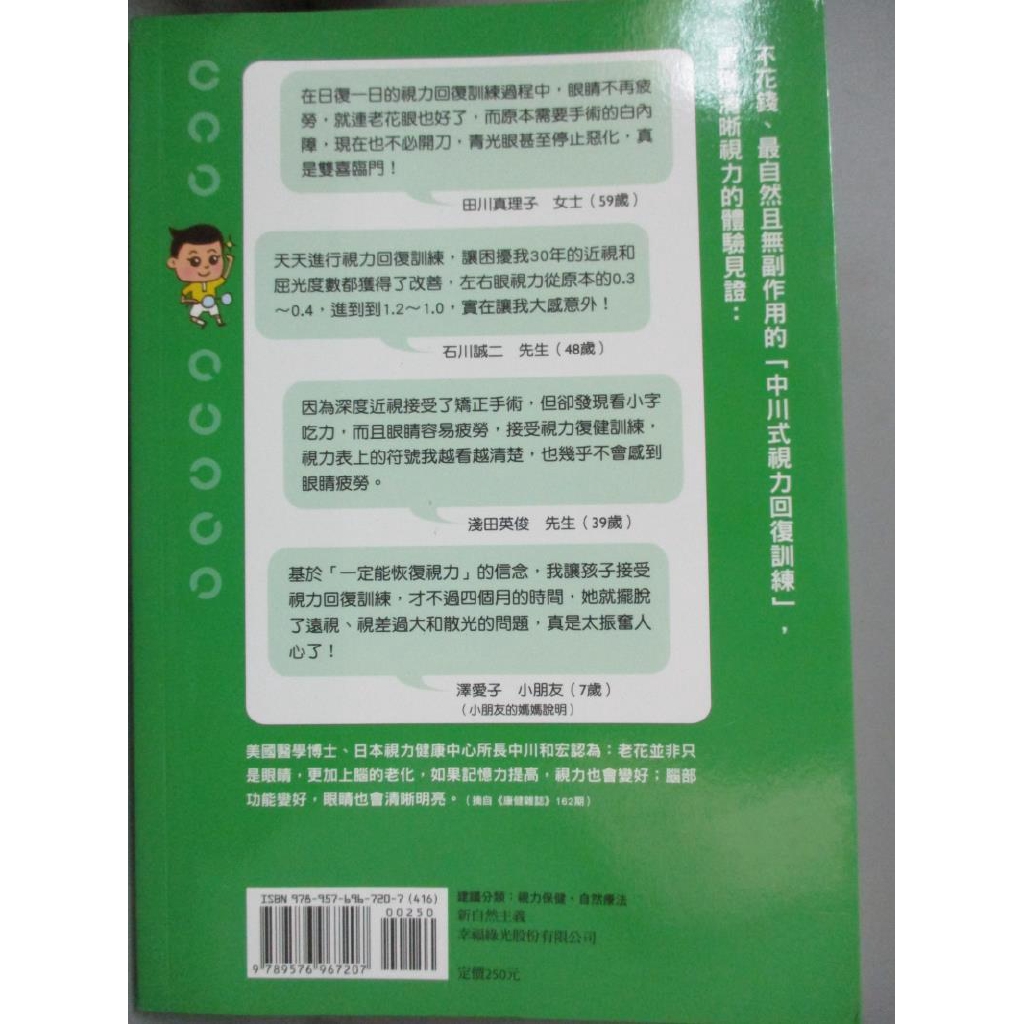 不花錢、最自然且無副作用的「中川式視力回復訓練」，
清晰視力的體驗見證：
在日復一日的視力回復訓練過程中，眼睛不再疲
勞，就連老花眼也好了，而原本需要手術的白內
障，現在也不必開刀，青光眼甚至停止惡化，真
是雙喜臨門！
田川真理子 女士（59歲）
天天進行視力回復訓練，讓困擾我30年的近視和
屈光度數都獲得了改善，左右眼視力從原本的0.3
～0.4，進到到1.2～1.0，實在讓我大感意外！
石川誠二 先生（48歲）
因為深度近視接受了矯正手術，但卻發現看小字
吃力，而且眼睛容易疲勞，接受視力復健訓練，
視力表上的符號我越看越清楚，也幾乎不會感到
眼睛疲勞。
淺田英俊 先生（39歲）
基於「一定能恢復視力」的信念，我讓孩子接受
視力回復訓練，才不過四個月的時間，她就擺脫
了遠視、視差過大和散光的問題，真是太振奮人
心了！
澤愛子 小朋友（7歲）
（小朋友的媽媽說明）
美國醫學博士、日本視力健康中心所長中川和宏認為：老花並非只
是眼睛，更加上腦的老化，如果記憶力提高，視力也會變好；腦部
功能變好，眼睛也會清晰明亮。（摘自《康健雜誌》162期）
ISBN 978-957-696-720-7 (416)
00250
9 789576 967207
建議分類：視力保健，自然療法
新自然主義
幸福綠光股份有限公司
定價250元